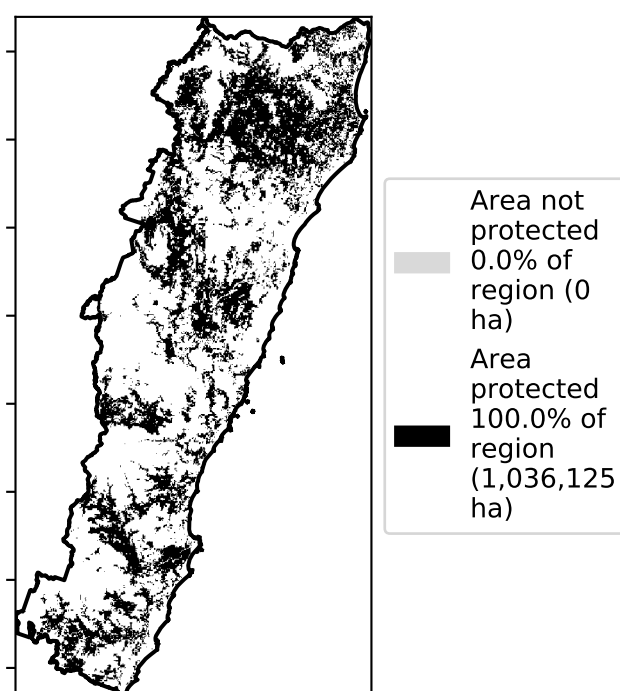 Area not
protected
0.0% of
region (0
ha)
Area
protected
100.0% of
region
(1,036,125
ha)